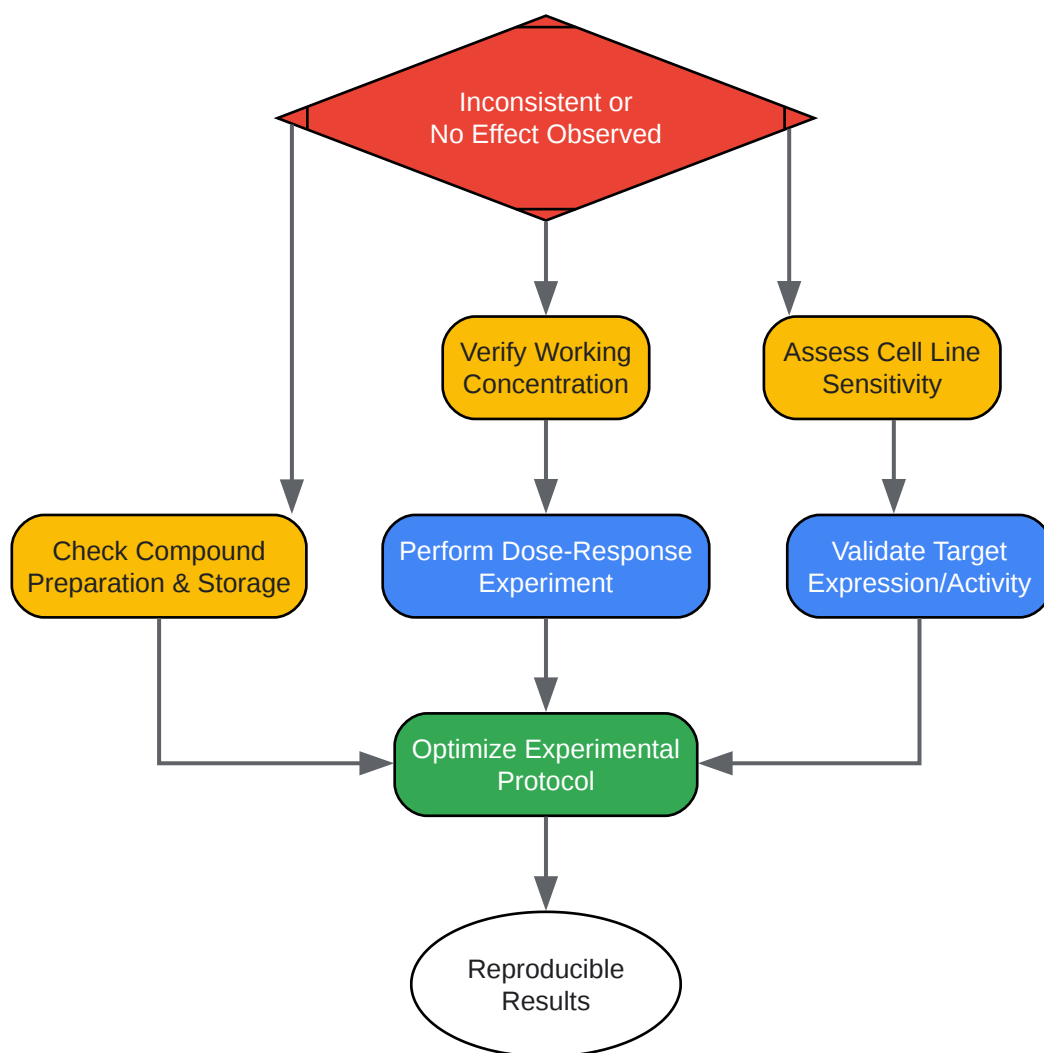 Inconsistent or
No Effect Observed
Verify Working
Concentration
Assess Cell Line
Sensitivity
Check Compound
Preparation & Storage
Perform Dose-Response
Experiment
Validate Target
Expression/Activity
Optimize Experimental
Protocol
Reproducible
Results